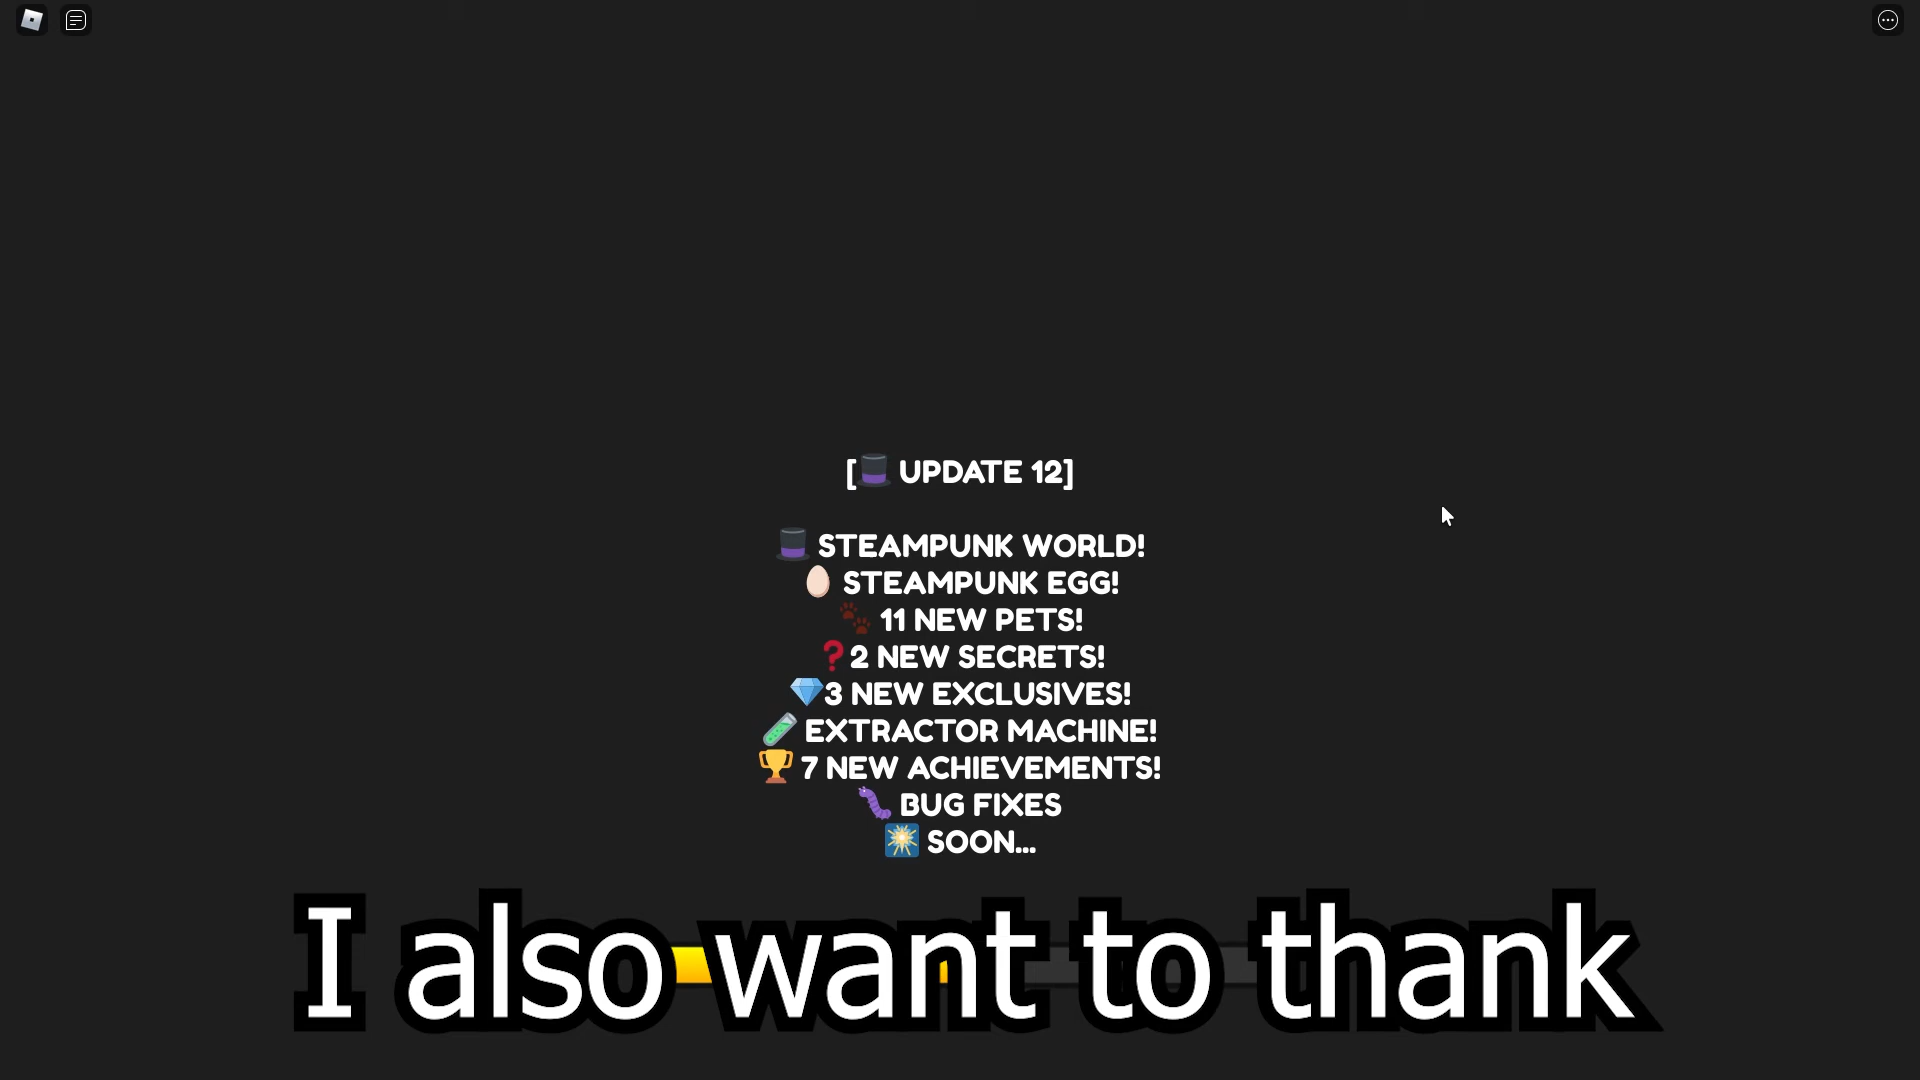 [🎩 UPDATE 12]
🎩 STEAMPUNK WORLD!
🥚 STEAMPUNK EGG!
🐾 11 NEW PETS!
❓2 NEW SECRETS!
💎3 NEW EXCLUSIVES!
🧪 EXTRACTOR MACHINE!
🏆 7 NEW ACHIEVEMENTS!
🐛 BUG FIXES
🎇 SOON...
I also want to thank